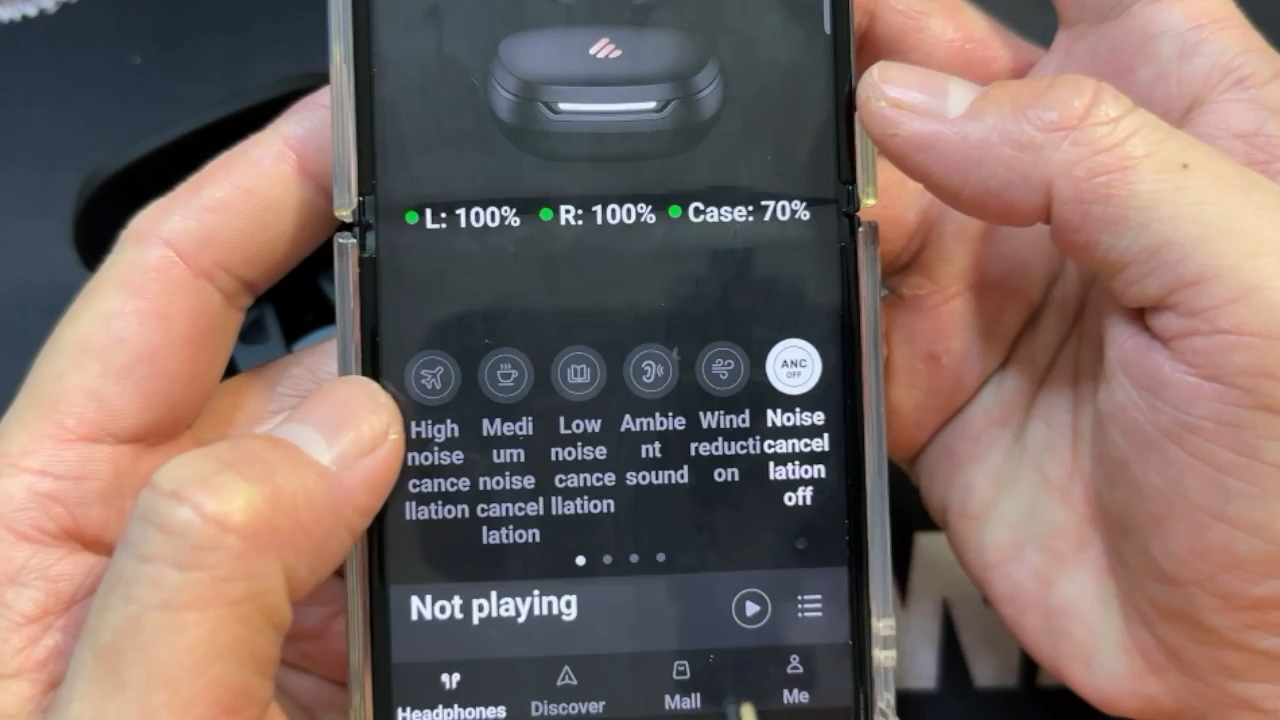 L: 100% R: 100% Case: 70%
ANC
OFF
High
noise
cance
llation
Medi
um
noise
cancel
lation
Low
noise
cance
llation
Ambie
nt
sound
Wind
reducti
on
Noise
cancel
lation
off
Not playing
Headphones
Discover
Mall
Me